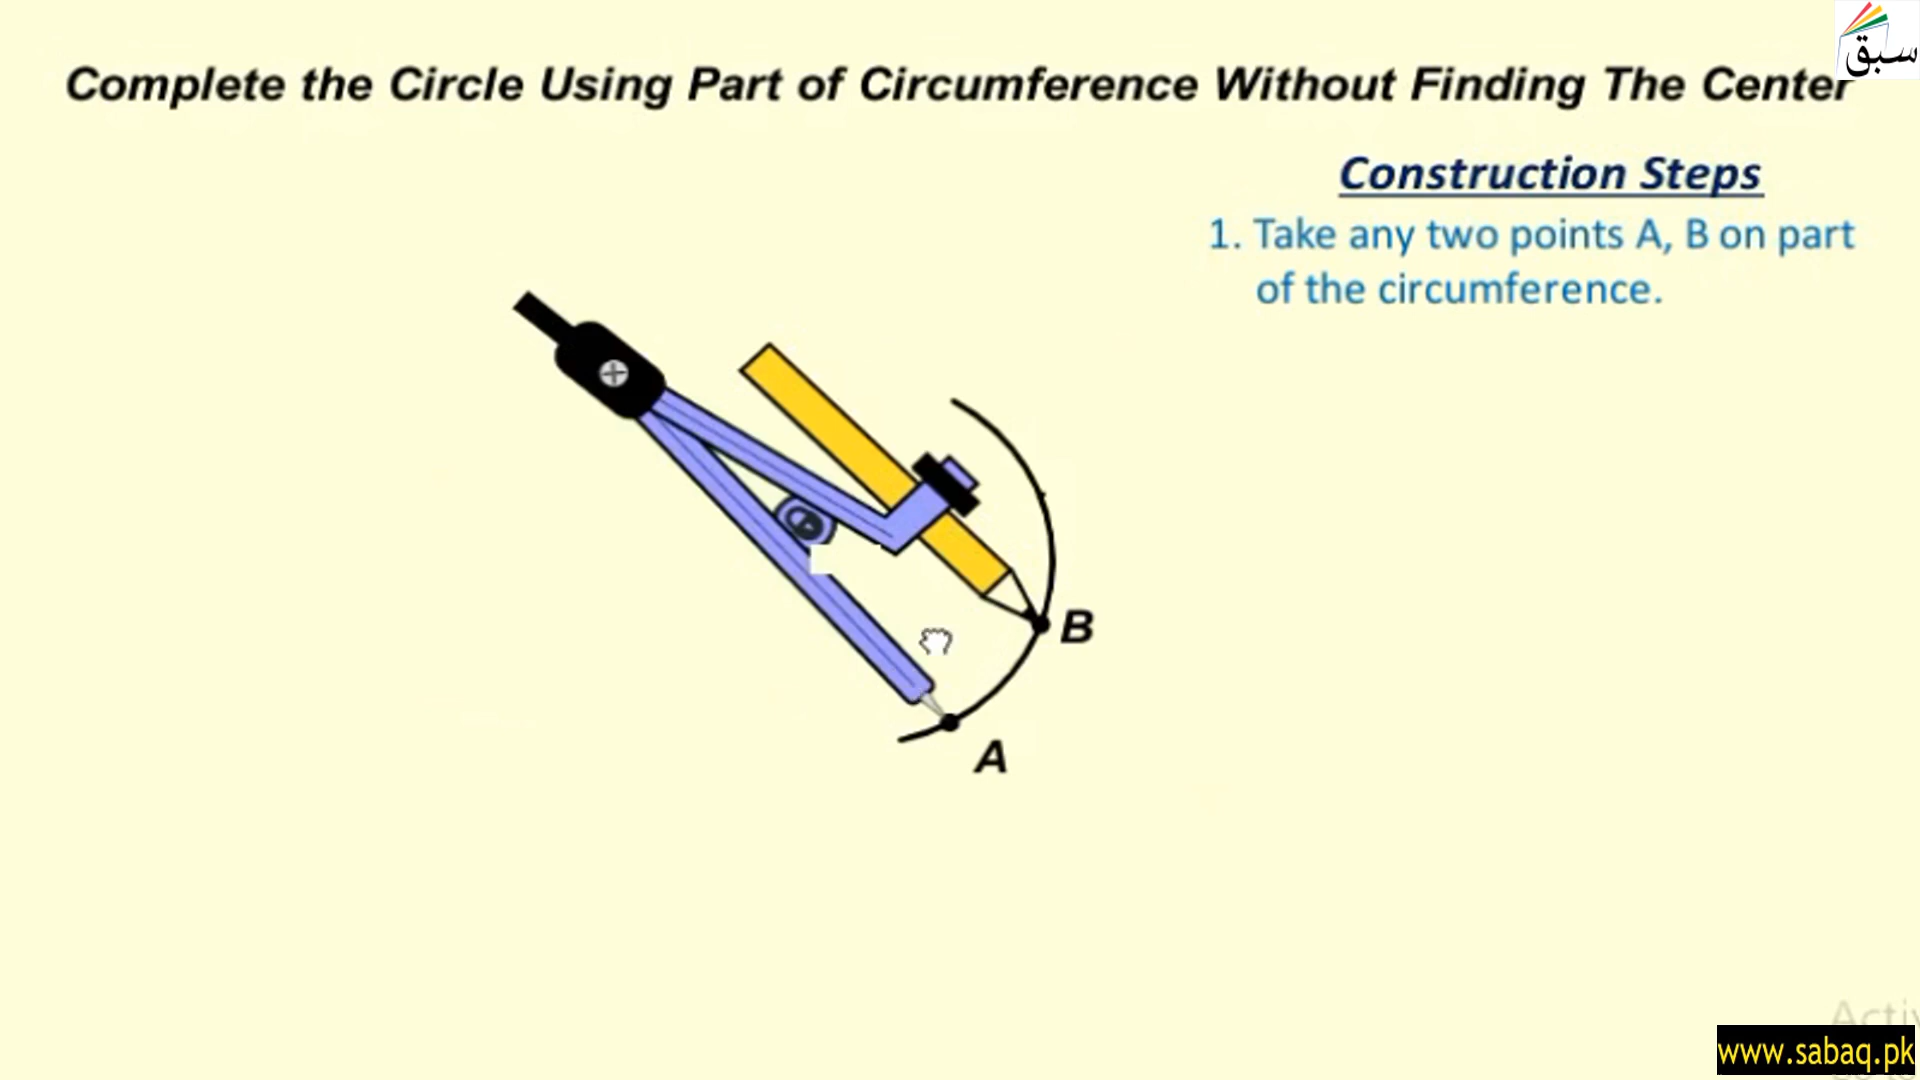 سبق
Complete the Circle Using Part of Circumference Without Finding The Center
Construction Steps
1. Take any two points A, B on part
of the circumference.
B
A
www.sabaq.pk